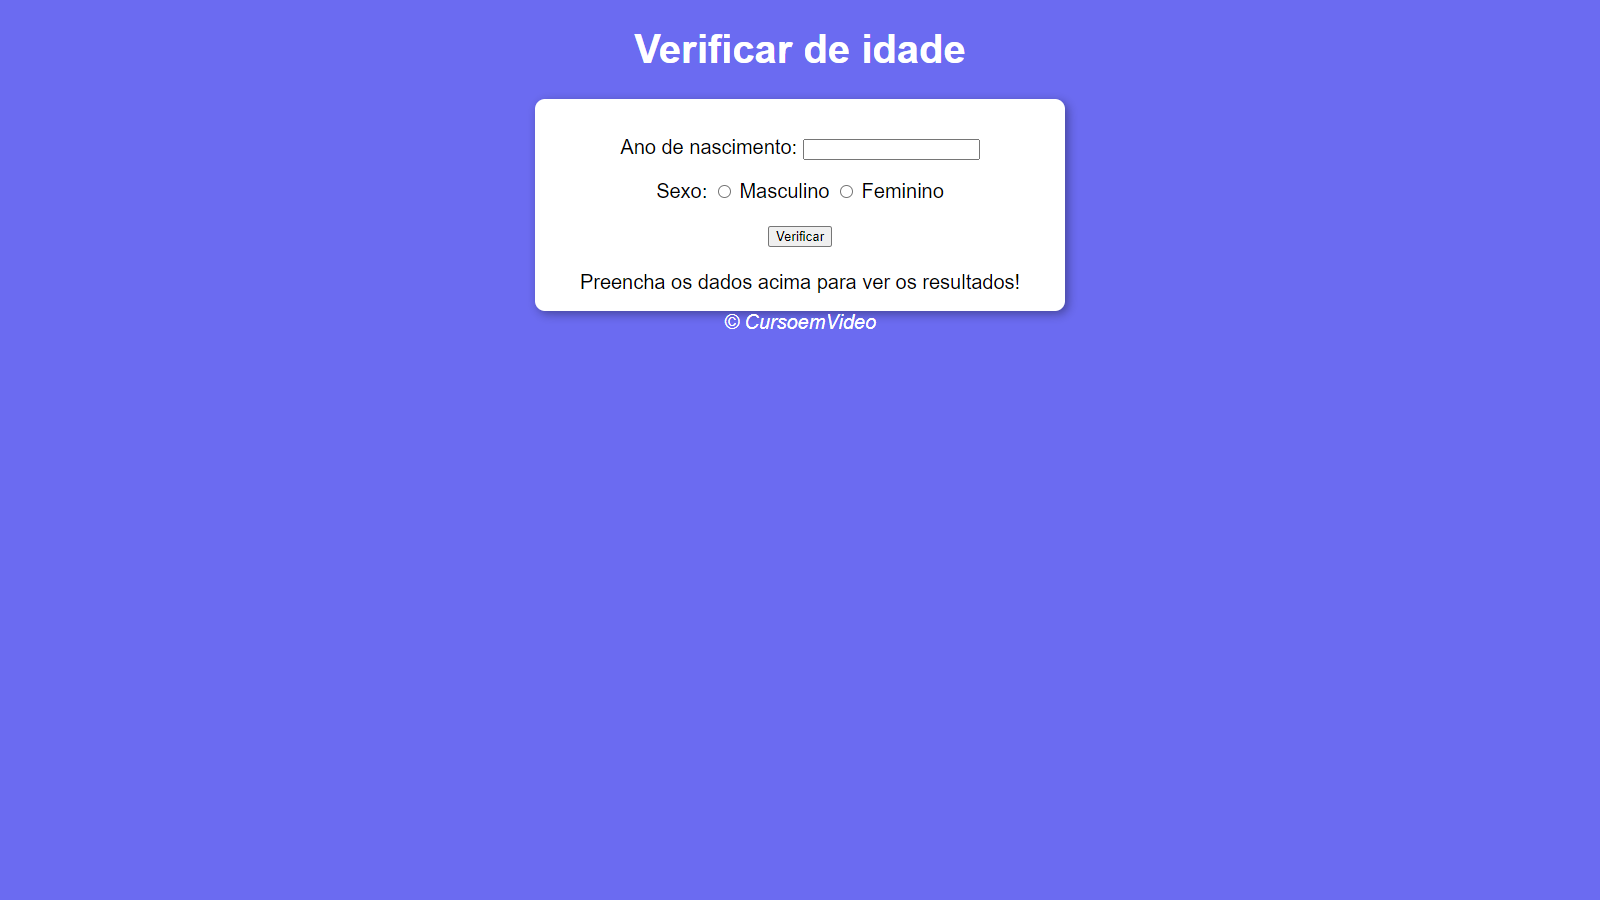 Verificar de idade
Ano de nascimento:
Sexo: Masculino Feminino
Verificar
Preencha os dados acima para ver os resultados!
© CursoemVideo